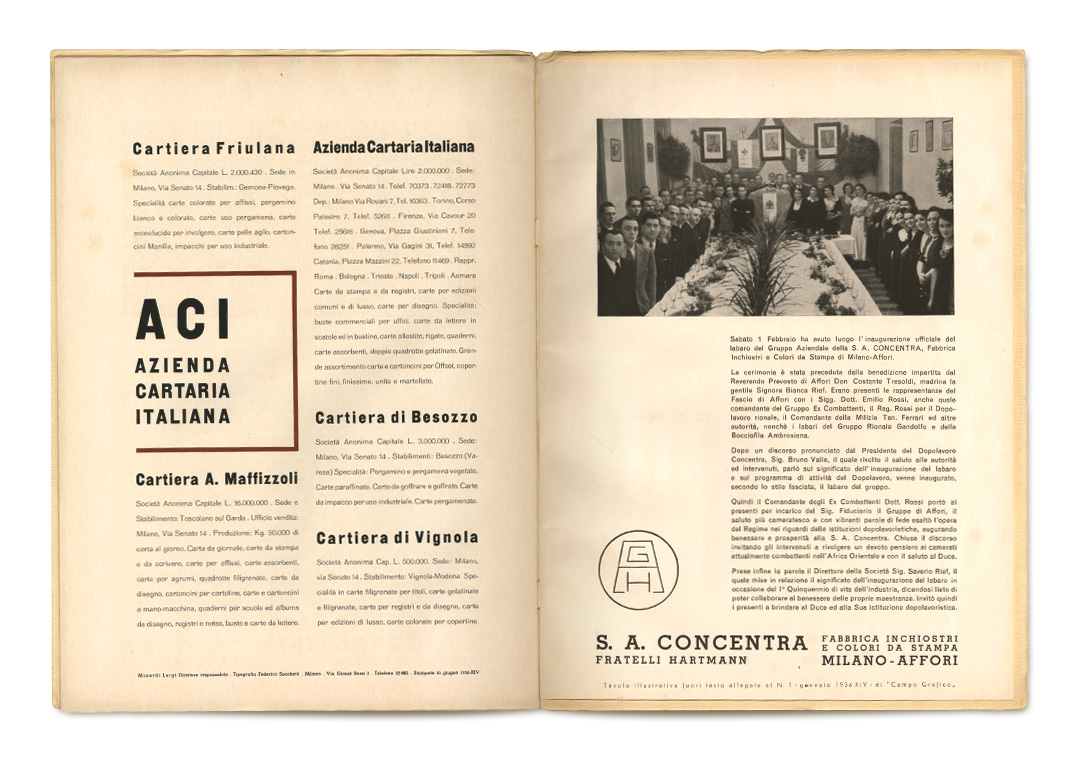 Cartiera Friulana
Società Anonima Capitale L. 2.000.430 . Sede in
Milano, Via Senato 14 . Stabilim.: Gemona-Piovega.
Specialità carte colorate per affissi, pergamino
bianco e colorato, carte uso pergamena, carte
monolucide per involgere, carte pelle aglio, carton-
cini Manilla, impacchi per uso industriale.
ACI
AZIENDA
CARTARIA
ITALIANA
Cartiera A. Maffizzoli
Società Anonima Capitale L. 16.000.000 . Sede e
Stabilimento: Toscolano sul Garda . Ufficio vendita:
Milano, Via Senato 14 . Produzione: Kg. 50.000 di
carta al giorno. Carta da giornale, carte da stampa
e da scrivere, carte per affissi, carte assorbenti,
carte per agrumi, quadrotte filigranate, carte da
disegno, cartoncini per cartoline, carte e cartoncini
a mano-macchina, quaderni per scuole ed albums
da disegno, registri e notes, buste e carte da lettere.
Azienda Cartaria Italiana
Società Anonima Capitale Lire 2.000.000 . Sede:
Milano . Via Senato 14 . Telef. 70373 . 72418 . 72773
Dep.: Milano Via Rovani 7, Tel. 16363 . Torino, Corso
Palestro 7, Telef. 52611 . Firenze, Via Cavour 20
Telef. 25616 . Genova, Piazza Giustiniani 7, Tele-
fono 28251 . Palermo, Via Gagini 31, Telef. 14892
Catania, Piazza Mazzini 22, Telefono 11469 . Rappr.
Roma . Bologna . Trieste . Napoli . Tripoli . Asmara
Carte da stampa e da registri, carte per edizioni
comuni e di lusso, carte per disegno. Specialità:
buste commerciali per uffici, carte da lettere in
scatole ed in bustine, carte allestite, rigate, quaderni,
carte assorbenti, doppie quadrotte gelatinate. Gran-
de assortimento carte e cartoncini per Offset, coper-
tine fini, finissime, unite e martellate.
Cartiera di Besozzo
Società Anonima Capitale L. 3.000.000 . Sede:
Milano, Via Senato 14 . Stabilimenti: Besozzo (Va-
rese) Specialità: Pergamino e pergamena vegetale.
Carte paraffinate. Carte da goffrare e goffrate. Carte
da impacco per uso industriale. Carte pergamenate.
Cartiera di Vignola
Società Anonima Cap. L. 500.000. Sede: Milano,
via Senato 14 . Stabilimento: Vignola-Modena. Spe-
cialità in carte filigranate per titoli, carte gelatinate
e filigranate, carte per registri e da disegno, carte
per edizioni di lusso, carte colorate per copertine.
Minardi Luigi Direttore responsabile . Tipografia Federico Sacchetti . Milano . Via Giosuè Borsi 3 . Telefono . Stampato in giugno 1936-XIV
Sabato 1 Febbraio ha avuto luogo l'inaugurazione ufficiale del
labaro del Gruppo Aziendale della S. A. CONCENTRA, Fabbrica
Inchiostri e Colori da Stampa di Milano-Affori.
La cerimonia è stata preceduta dalla benedizione impartita dal
Reverendo Prevosto di Affori Don Costante Tresoldi, madrina la
gentile Signora Bianca Rief. Erano presenti le rappresentanze del
Fascio di Affori con i Sigg. Dott. Emilio Rossi, anche quale
comandante del Gruppo Ex Combattenti, il Rag. Rossi per il Dopo-
lavoro rionale, il Comandante della Milizia Ten. Ferrari ed altre
autorità, nonchè i labari del Gruppo Rionale Gandolfo e della
Bocciofila Ambrosiana.
Dopo un discorso pronunciato dal Presidente del Dopolavoro
Concentra, Sig. Bruno Valle, il quale rivolto il saluto alle autorità
ed intervenuti, parlò sul significato dell'inaugurazione del labaro
e sul programma di attività del Dopolavoro, venne inaugurato,
secondo lo stile fascista, il labaro del gruppo.
Quindi il Comandante degli Ex Combattenti Dott. Rossi portò ai
presenti per incarico del Sig. Fiduciario il Gruppo di Affori, il
saluto più cameratesco e con vibranti parole di fede esaltò l'opera
del Regime nei riguardi delle istituzioni dopolavoristiche, augurando
benessere e prosperità alla S. A. Concentra. Chiuse il discorso
invitando gli intervenuti a rivolgere un devoto pensiero ai camerati
attualmente combattenti nell'Africa Orientale e con il saluto al Duce.
Prese infine la parola il Direttore della Società Sig. Saverio Rief, il
quale mise in relazione il significato dell'inaugurazione del labaro in
occasione del 1° Quinquennio di vita dell'industria, dicendosi lieto di
poter collaborare al benessere delle proprie maestranze. Invitò quindi
i presenti a brindare al Duce ed alla Sua istituzione dopolavoristica.
GH
S. A. CONCENTRA
FRATELLI HARTMANN
FABBRICA INCHIOSTRI
E COLORI DA STAMPA
MILANO-AFFORI
Tavola illustrativa fuori testo allegata al N. 1 - gennaio 1936 XIV - di "Campo Grafico"